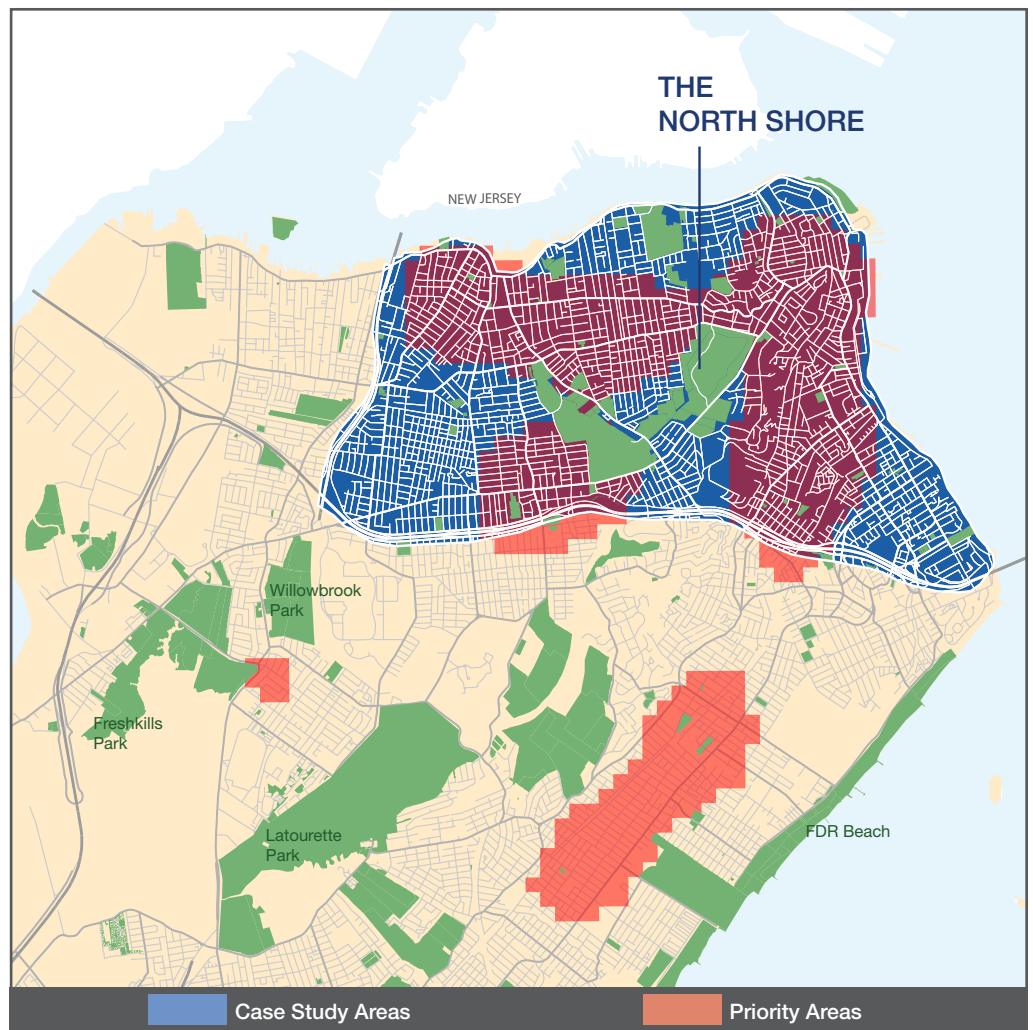 THE
NORTH SHORE
NEW JERSEY
Willowbrook
Park
Freshkills
Park
Latourette
Park
FDR Beach
Case Study Areas
Priority Areas